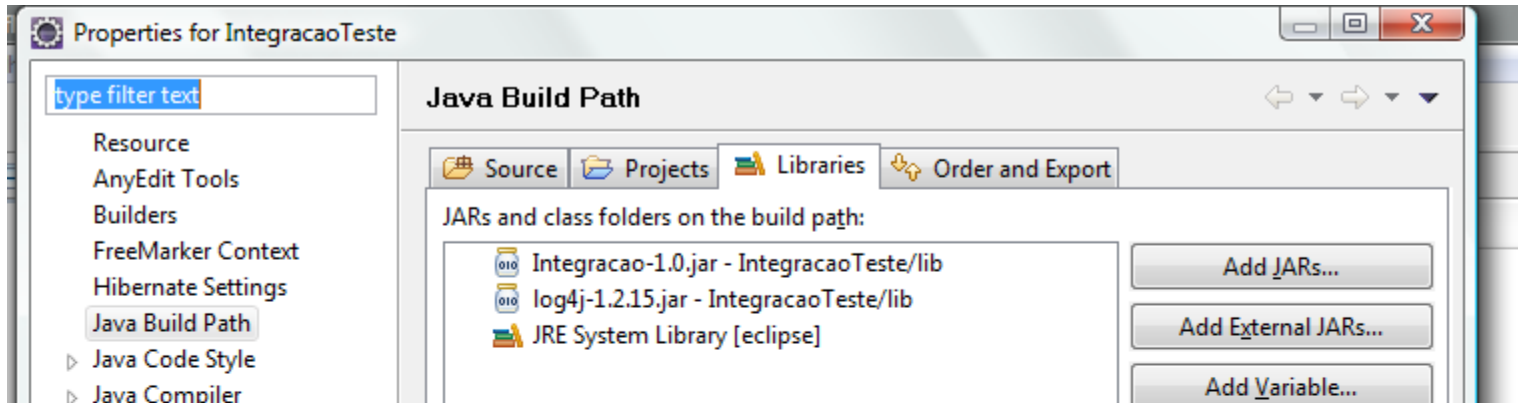 Properties for IntegracaoTeste
type filter text
Resource
AnyEdit Tools
Builders
FreeMarker Context
Hibernate Settings
Java Build Path
Java Code Style
Java Compiler
Java Build Path
Source Projects Libraries Order and Export
JARs and class folders on the build path:
Integracao-1.0.jar - IntegracaoTeste/lib
log4j-1.2.15.jar - IntegracaoTeste/lib
JRE System Library [eclipse]
Add JARs...
Add External JARs...
Add Variable...